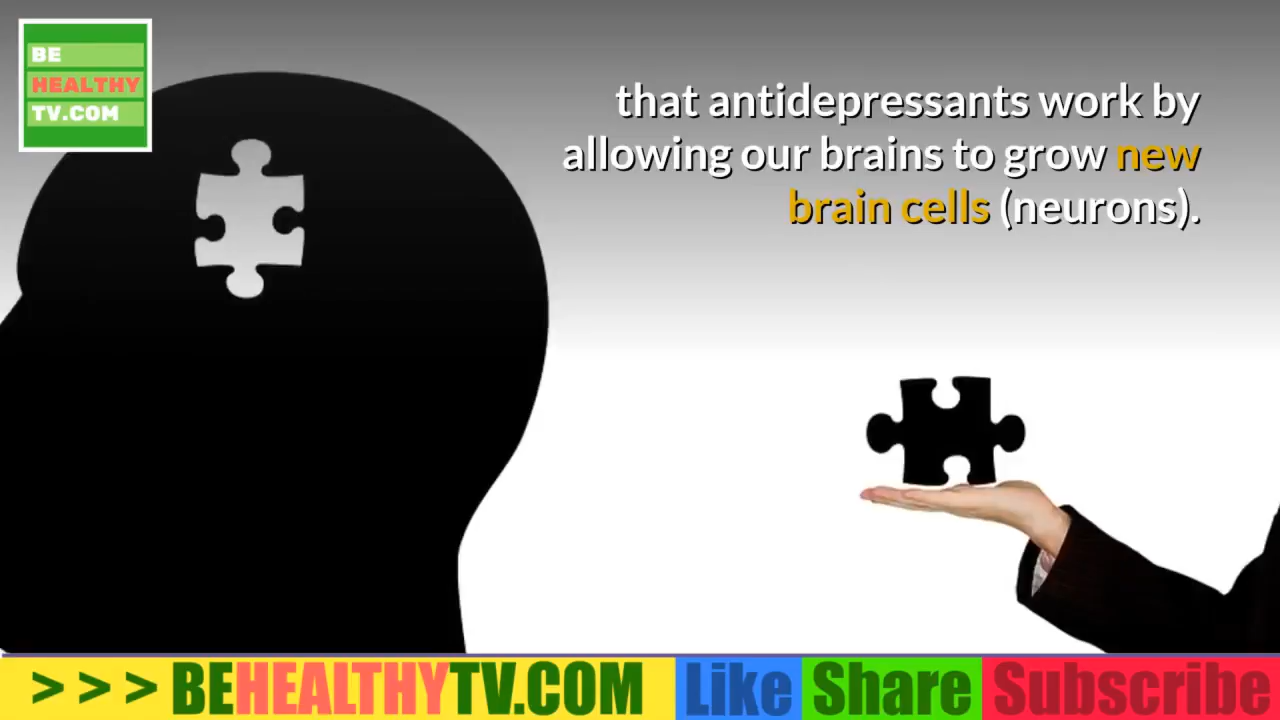 BE
HEALTHY
TV.COM
that antidepressants work by
allowing our brains to grow new
brain cells (neurons).
> > > BEHEALTHYTV.COM Like Share Subscribe